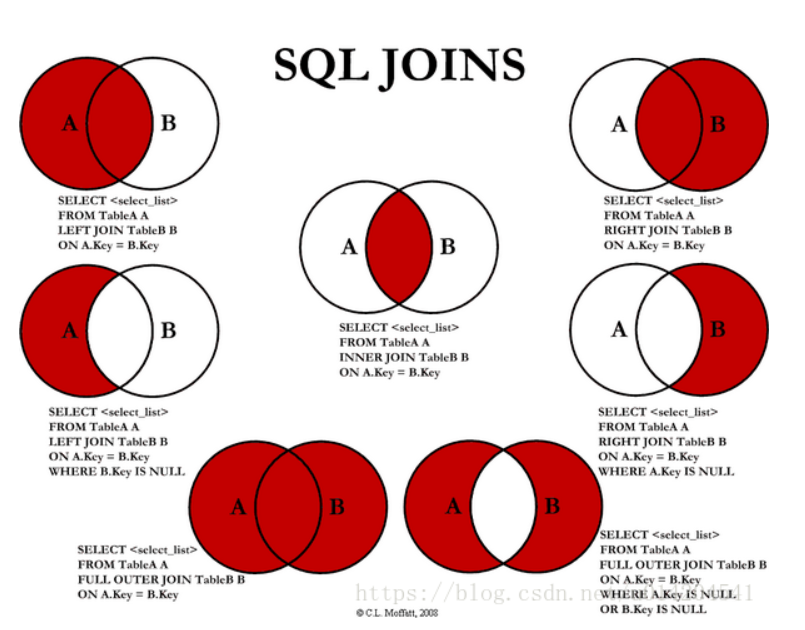 SQL JOINS
A B
SELECT <select_list>
FROM TableA A
LEFT JOIN TableB B
ON A.Key = B.Key
A B
SELECT <select_list>
FROM TableA A
RIGHT JOIN TableB B
ON A.Key = B.Key
A B
SELECT <select_list>
FROM TableA A
INNER JOIN TableB B
ON A.Key = B.Key
A B
SELECT <select_list>
FROM TableA A
LEFT JOIN TableB B
ON A.Key = B.Key
WHERE B.Key IS NULL
A B
SELECT <select_list>
FROM TableA A
RIGHT JOIN TableB B
ON A.Key = B.Key
WHERE A.Key IS NULL
A B
SELECT <select_list>
FROM TableA A
FULL OUTER JOIN TableB B
ON A.Key = B.Key
A B
SELECT <select_list>
FROM TableA A
FULL OUTER JOIN TableB B
ON A.Key = B.Key
WHERE A.Key IS NULL
OR B.Key IS NULL
© C.L. Moffatt, 2008